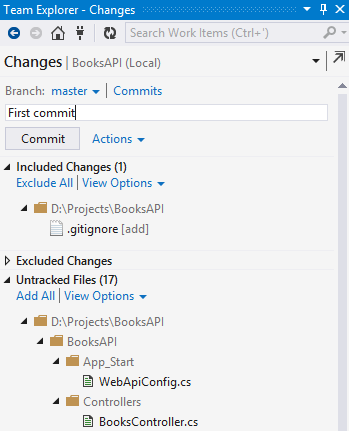 Team Explorer - Changes
Search Work Items (Ctrl+')
Changes | BooksAPI (Local)
Branch: master | Commits
First commit
Commit Actions
Included Changes (1)
Exclude All | View Options
D:\Projects\BooksAPI
.gitignore [add]
Excluded Changes
Untracked Files (17)
Add All | View Options
D:\Projects\BooksAPI
BooksAPI
App_Start
WebApiConfig.cs
Controllers
BooksController.cs